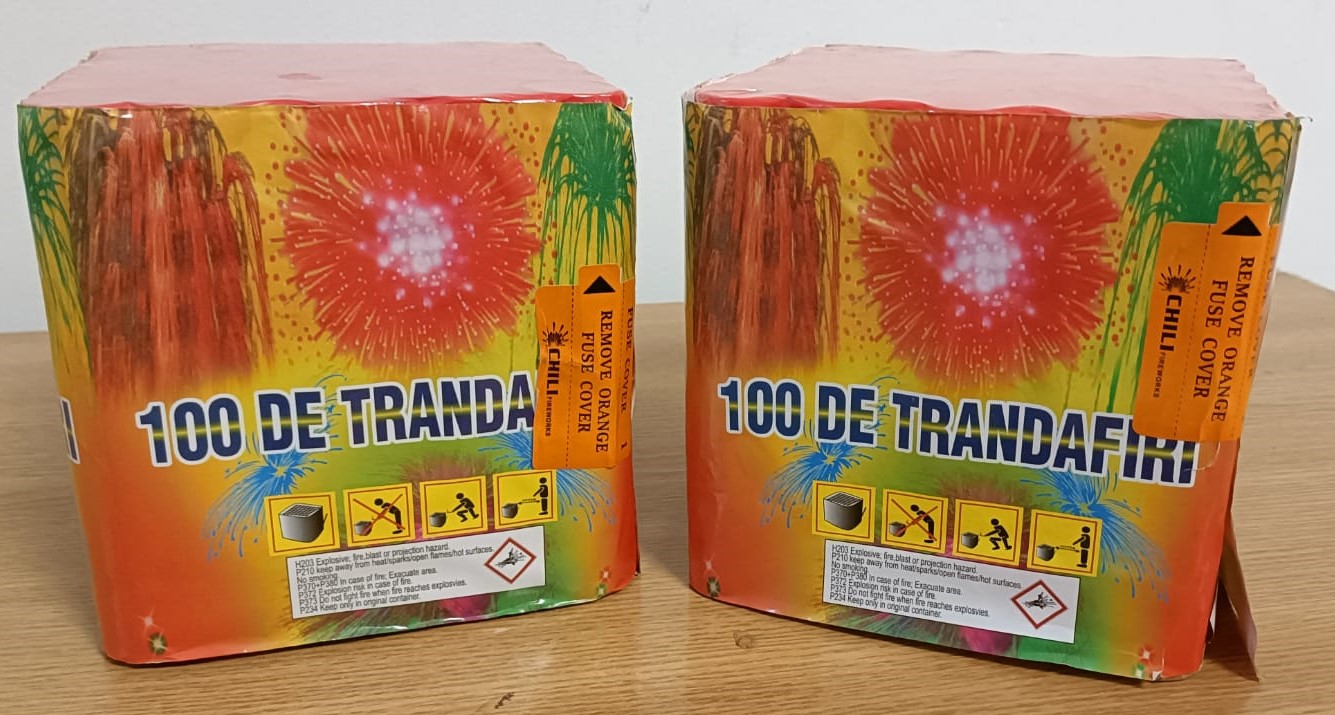 100 DE TRANDA
CHILI
FIREWORKS
REMOVE ORANGE
FUSE COVER
FUSE COVER 1
H203 Explosive; fire,blast or projection hazard.
P210 keep away from heat/sparks/open flames/hot surfaces.
No smoking
P370+P380 In case of fire; Exacuate area.
P372 Explosion risk in case of fire.
P373 Do not fight fire when fire reaches explosvies.
P234 Keep only in original container.
100 DE TRANDAFIRI
CHILI
FIREWORKS
REMOVE ORANGE
FUSE COVER
H203 Explosive; fire,blast or projection hazard.
P210 keep away from heat/sparks/open flames/hot surfaces.
No smoking
P370+P380 In case of fire; Exacuate area.
P372 Explosion risk in case of fire.
P373 Do not fight fire when fire reaches explosvies.
P234 Keep only in original container.